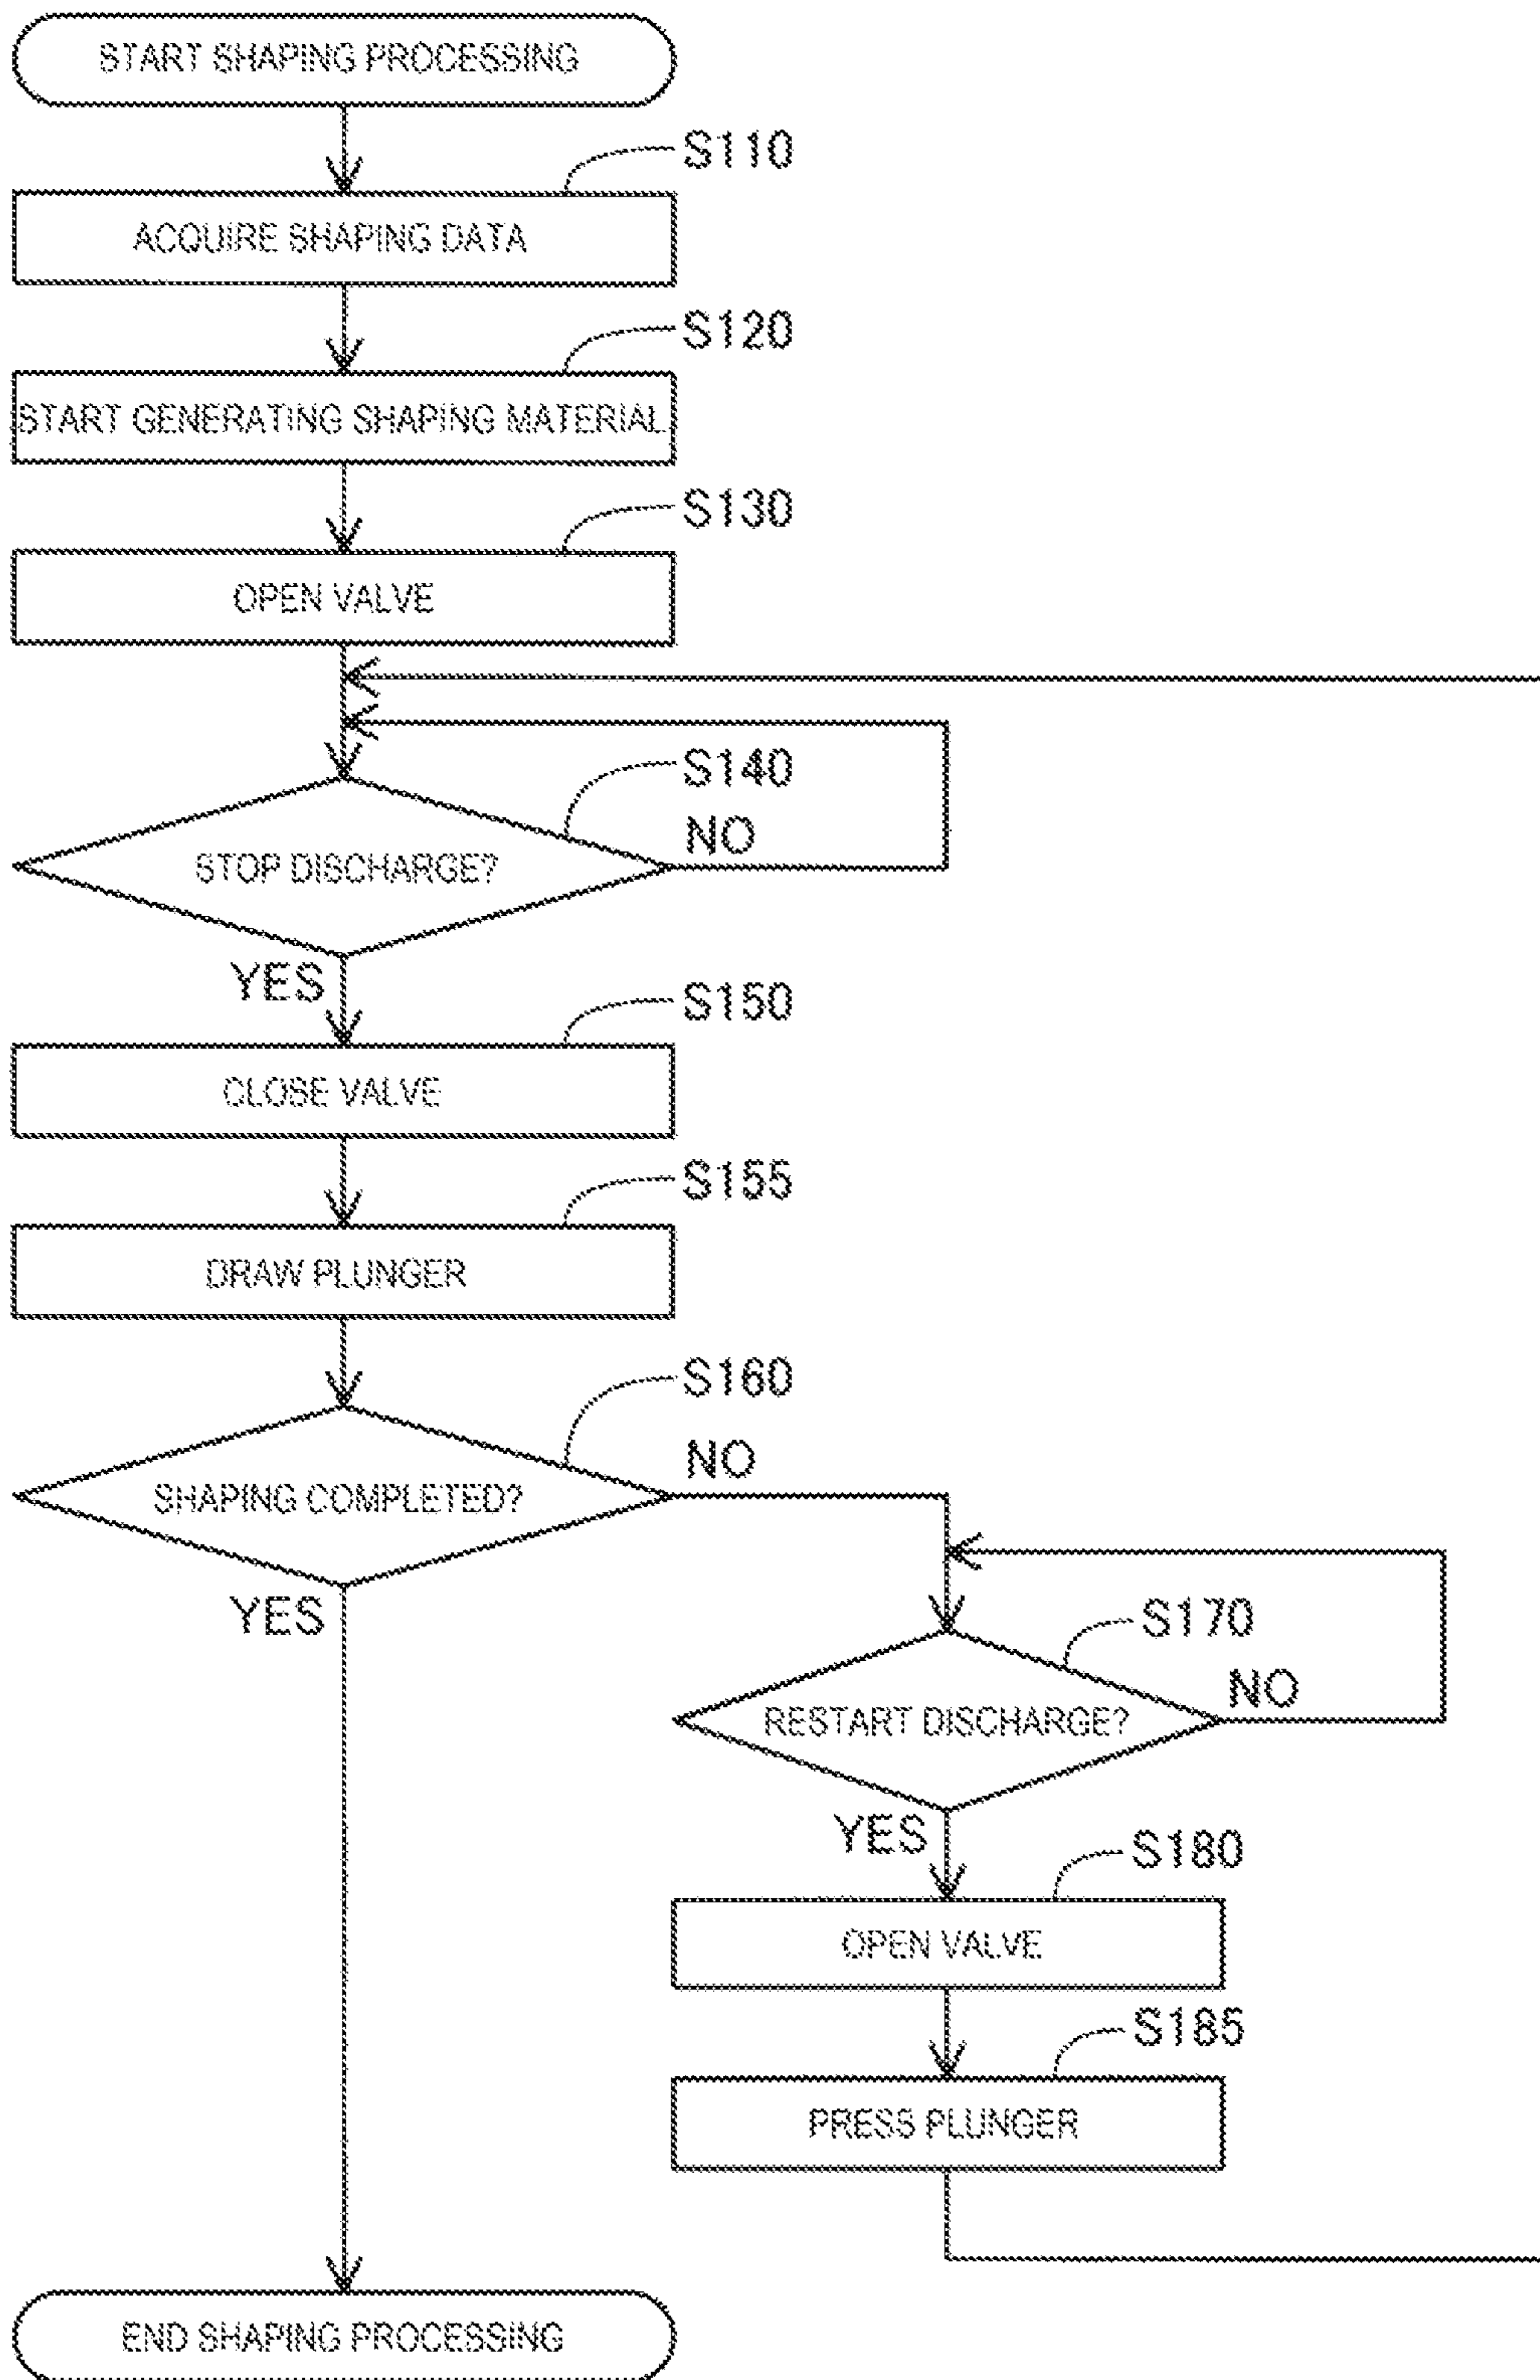 START SHAPING PROCESSING
S110
ACQUIRE SHAPING DATA
S120
START GENERATING SHAPING MATERIAL
S130
OPEN VALVE
S140
NO
STOP DISCHARGE?
YES
S150
CLOSE VALVE
S155
DRAW PLUNGER
S160
NO
SHAPING COMPLETED?
YES
S170
NO
RESTART DISCHARGE?
YES
S180
OPEN VALVE
S185
PRESS PLUNGER
END SHAPING PROCESSING